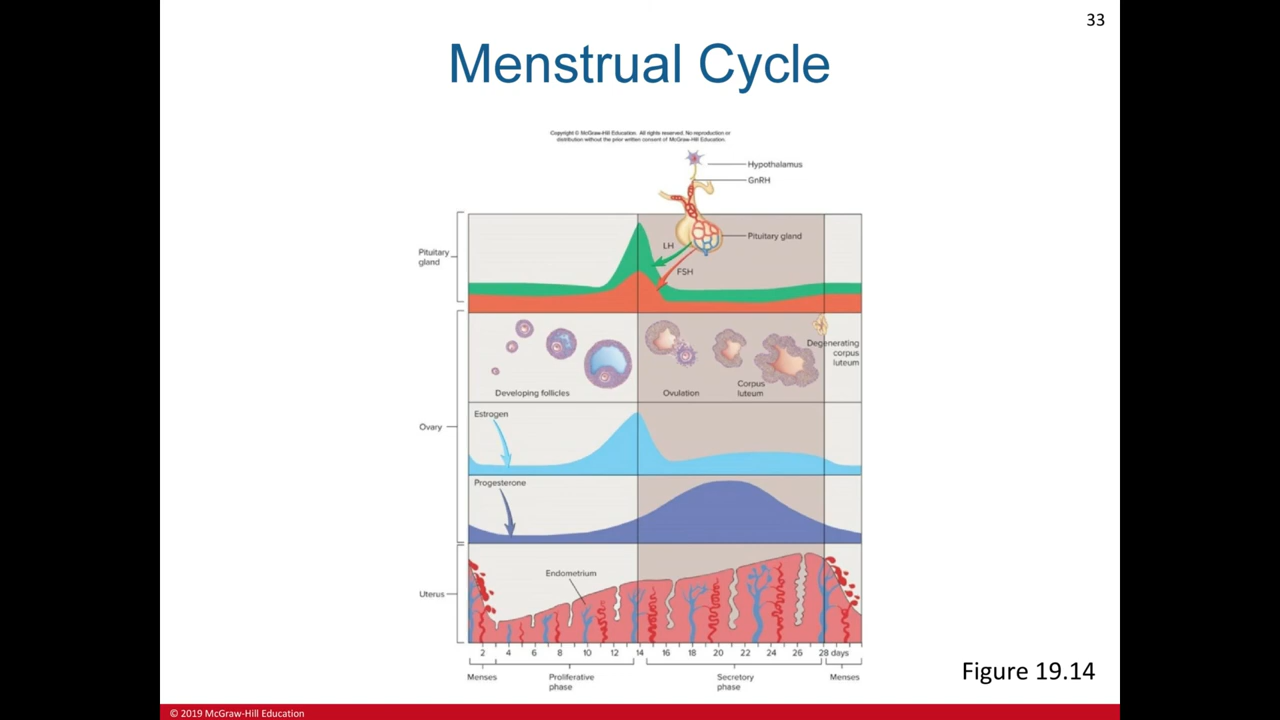 33
Menstrual Cycle
Copyright © McGraw-Hill Education. All rights reserved. No reproduction or
distribution without the prior written consent of McGraw-Hill Education.
Hypothalamus
GnRH
Pituitary gland
LH
FSH
Pituitary
gland
Degenerating
corpus
luteum
Developing follicles
Ovulation
Corpus
luteum
Ovary
Estrogen
Progesterone
Endometrium
Uterus
2 4 6 8 10 12 14 16 18 20 22 24 26 28 days
Menses
Proliferative
phase
Secretory
phase
Menses
Figure 19.14
© 2019 McGraw-Hill Education